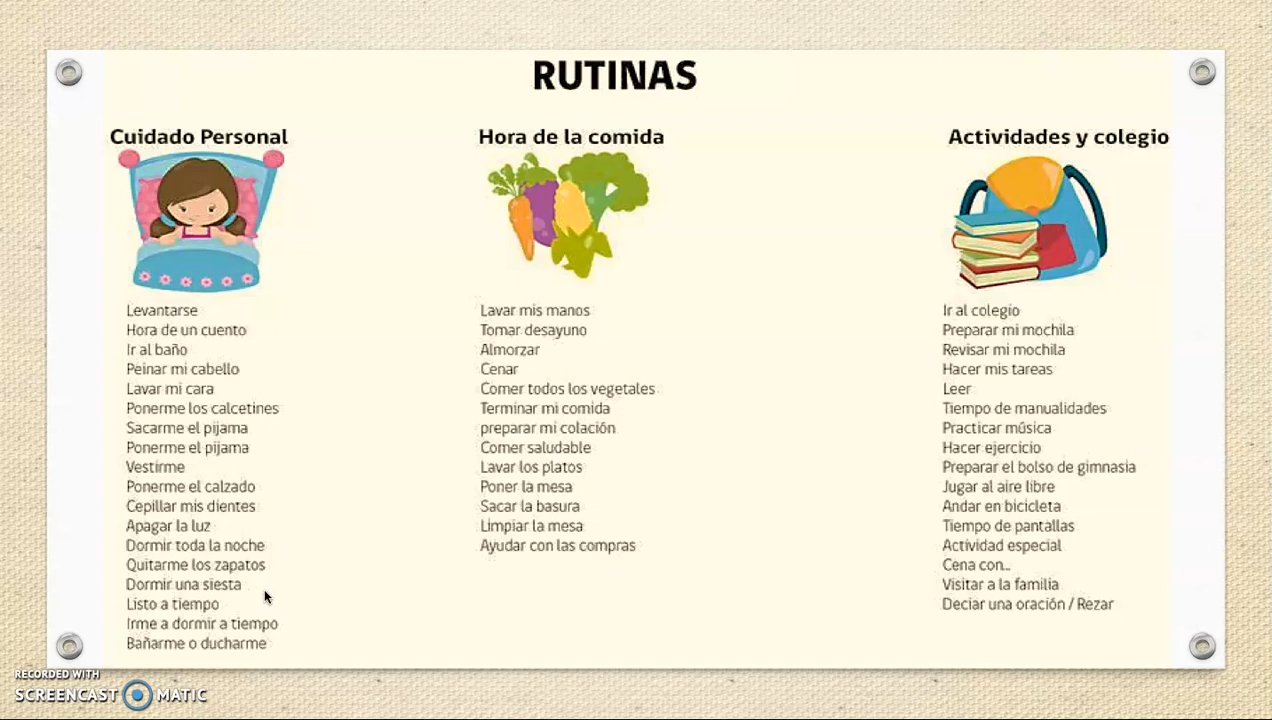 RUTINAS
Cuidado Personal
Levantarse
Hora de un cuento
Ir al baño
Peinar mi cabello
Lavar mi cara
Ponerme los calcetines
Sacarme el pijama
Ponerme el pijama
Vestirme
Ponerme el calzado
Cepillar mis dientes
Apagar la luz
Dormir toda la noche
Quitarme los zapatos
Dormir una siesta
Listo a tiempo
Irme a dormir a tiempo
Bañarme o ducharme
Hora de la comida
Lavar mis manos
Tomar desayuno
Almorzar
Cenar
Comer todos los vegetales
Terminar mi comida
preparar mi colación
Comer saludable
Lavar los platos
Poner la mesa
Sacar la basura
Limpiar la mesa
Ayudar con las compras
Actividades y colegio
Ir al colegio
Preparar mi mochila
Revisar mi mochila
Hacer mis tareas
Leer
Tiempo de manualidades
Practicar música
Hacer ejercicio
Preparar el bolso de gimnasia
Jugar al aire libre
Andar en bicicleta
Tiempo de pantallas
Actividad especial
Cena con...
Visitar a la familia
Deciar una oración / Rezar
RECORDED WITH
SCREENCAST MATIC